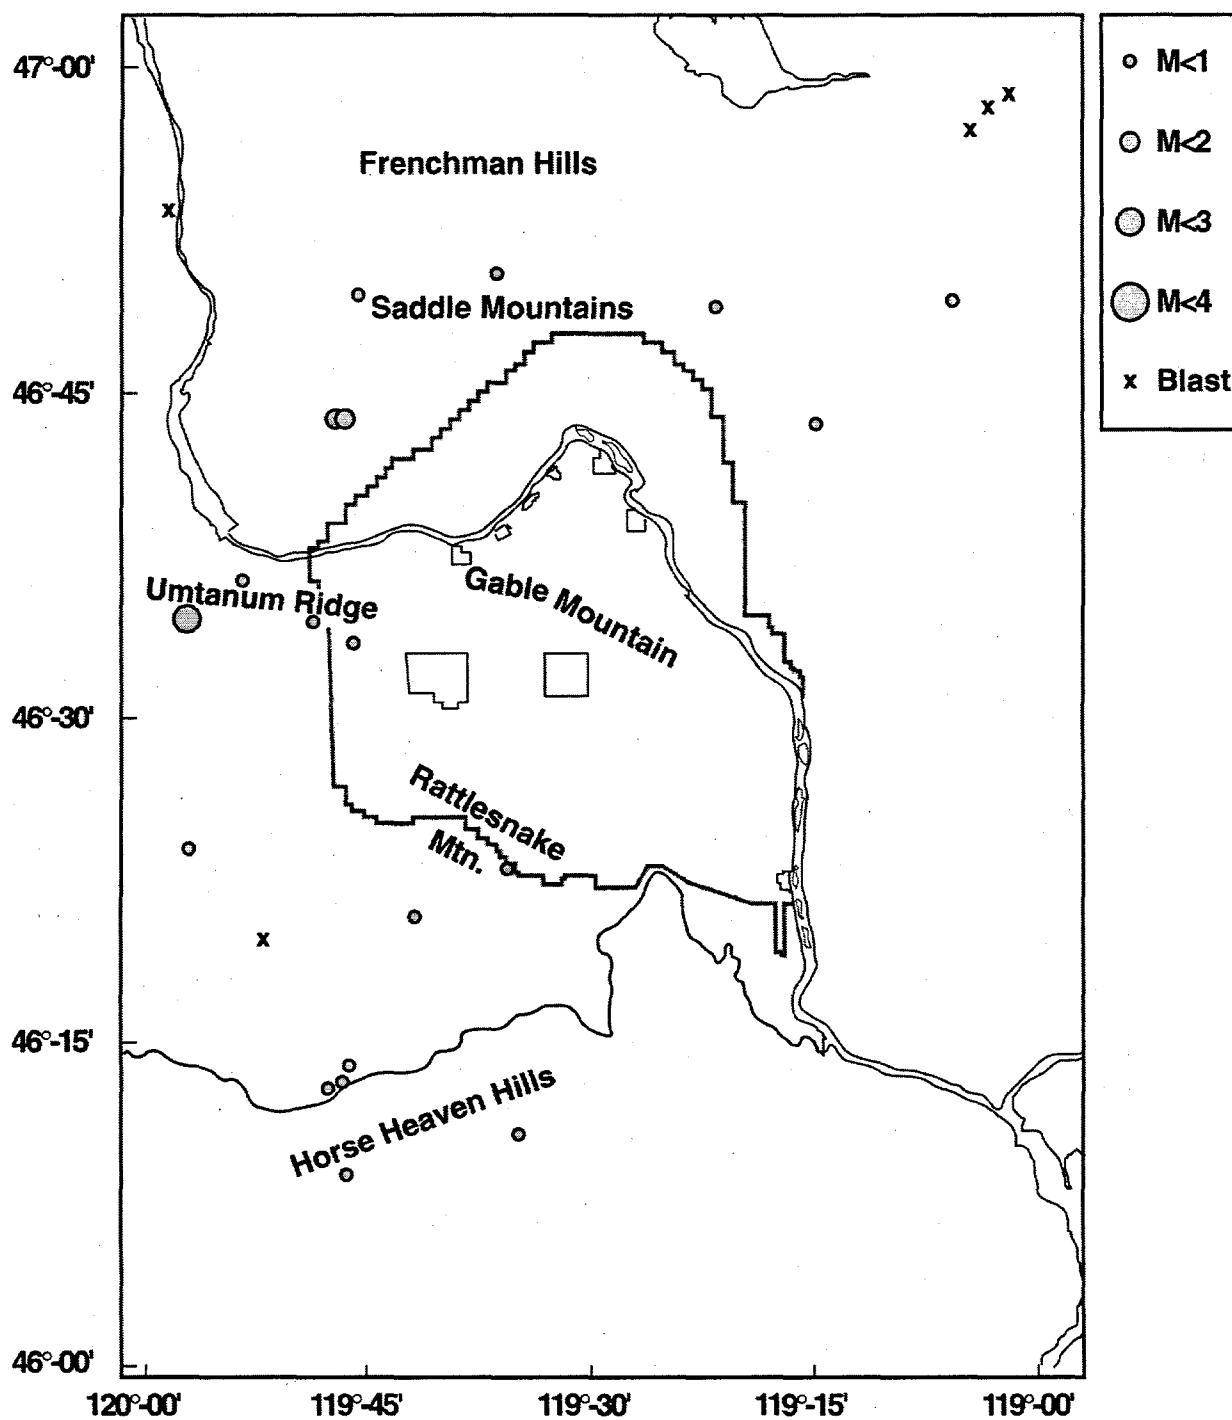 47°-00'
46°-45'
46°-30'
46°-15'
46°-00'
120°-00'
119°-45'
119°-30'
119°-15'
119°-00'
Frenchman Hills
Saddle Mountains
Umtanum Ridge
Gable Mountain
Rattlesnake
Mtn.
Horse Heaven Hills
x
x
x
x
x
M<1
M<2
M<3
M<4
x Blast